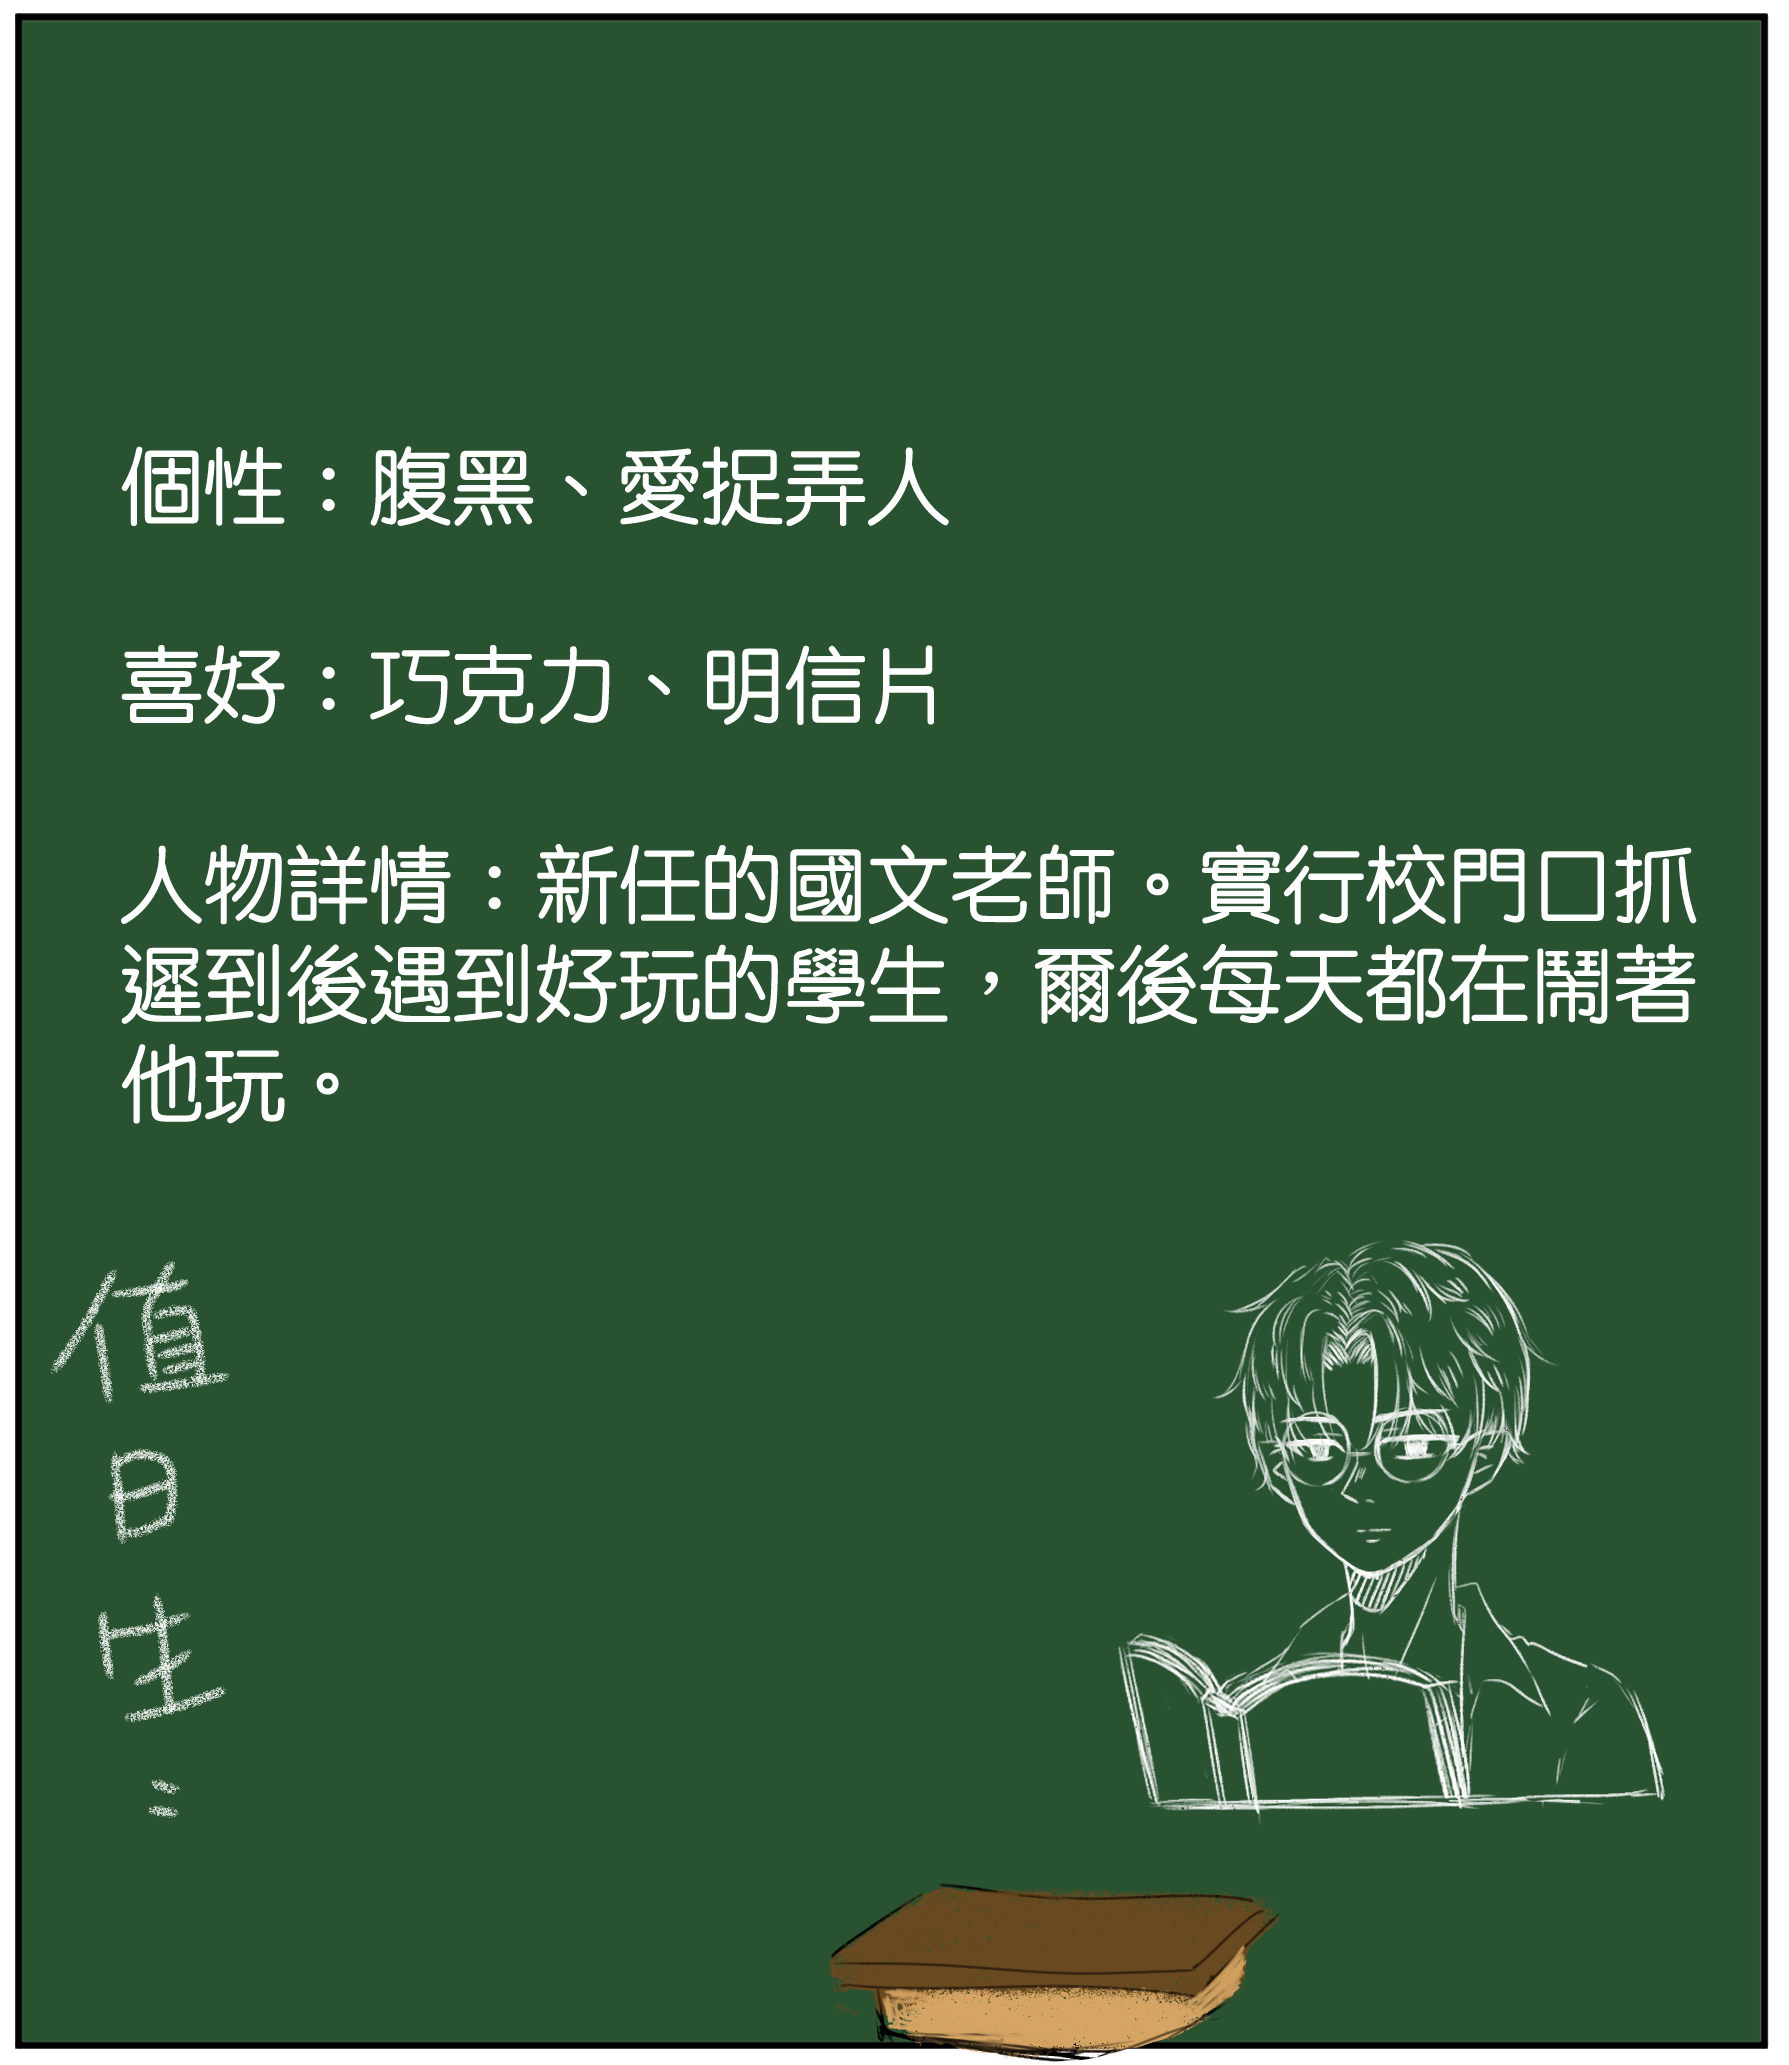 個性：腹黑、愛捉弄人
喜好：巧克力、明信片
人物詳情：新任的國文老師。實行校門口抓
遲到後遇到好玩的學生，爾後每天都在鬧著
他玩。
值日生：